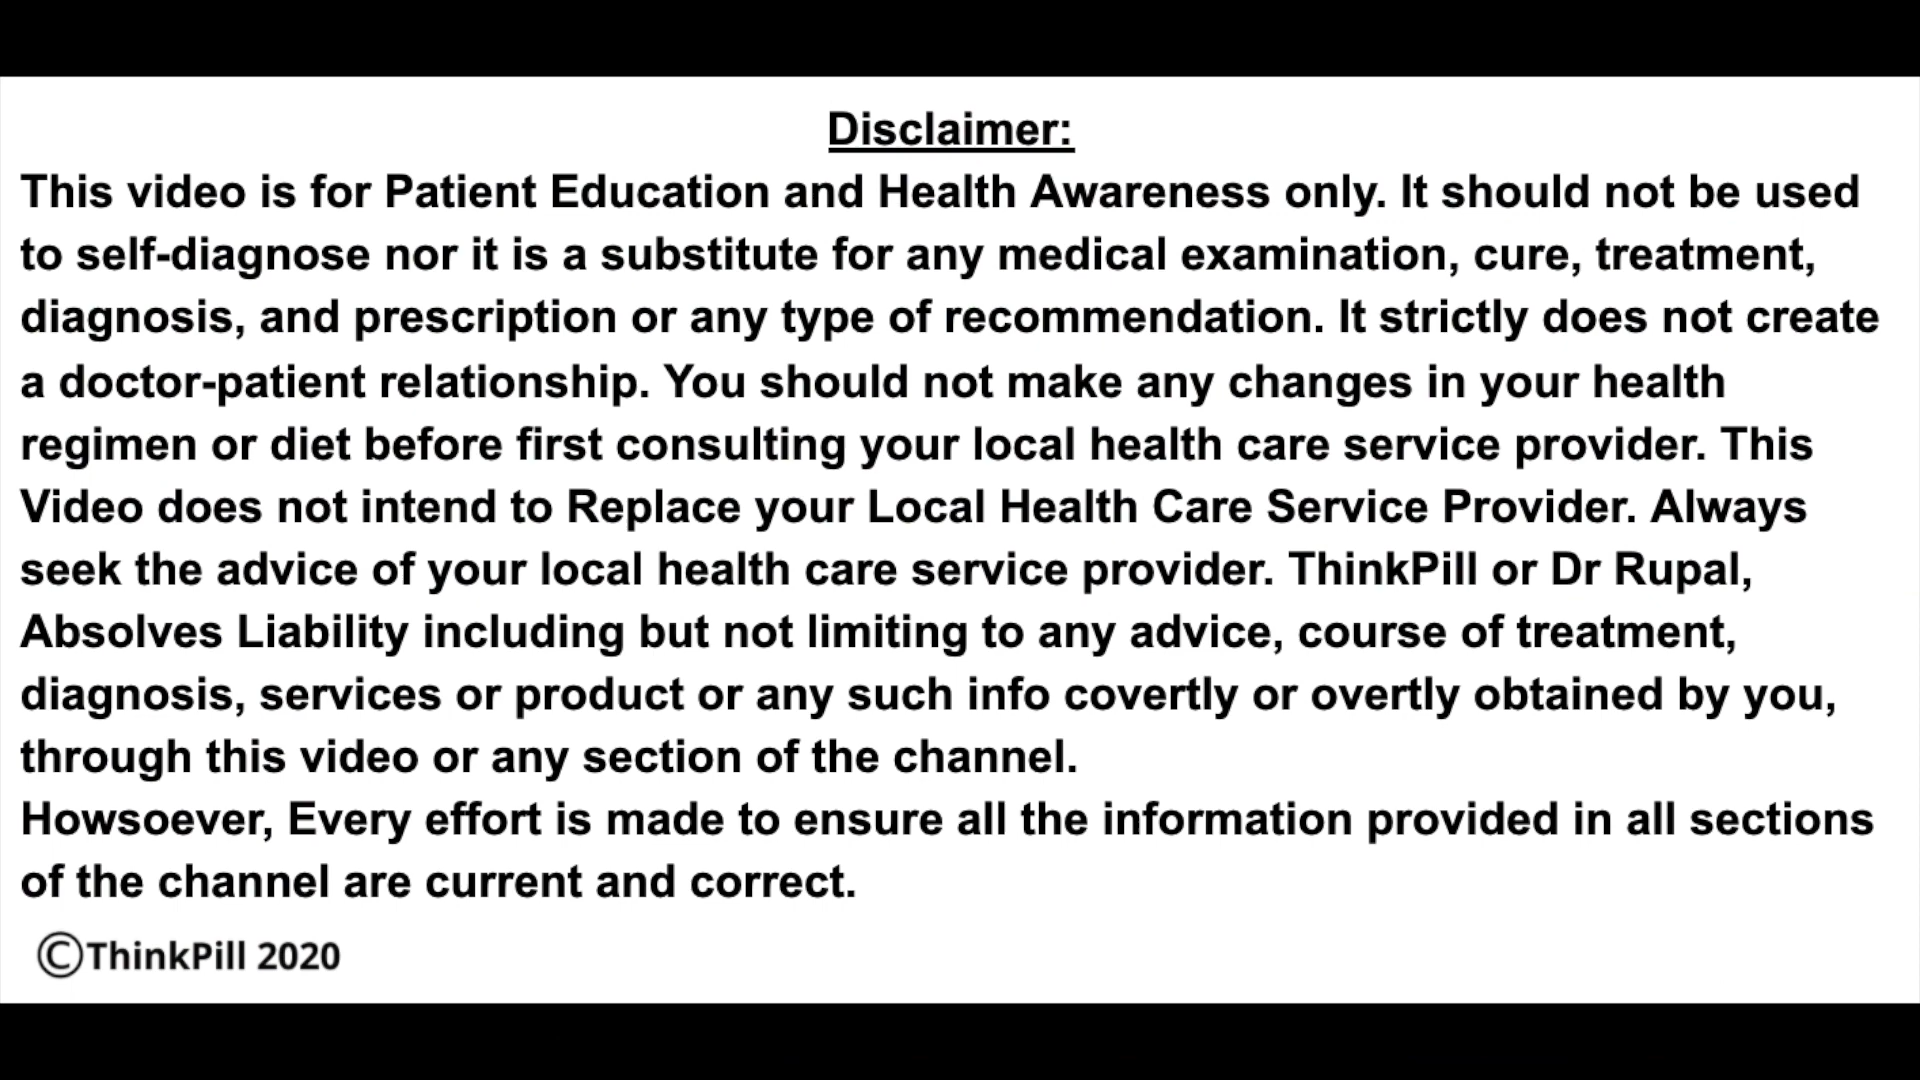 Disclaimer:
This video is for Patient Education and Health Awareness only. It should not be used
to self-diagnose nor it is a substitute for any medical examination, cure, treatment,
diagnosis, and prescription or any type of recommendation. It strictly does not create
a doctor-patient relationship. You should not make any changes in your health
regimen or diet before first consulting your local health care service provider. This
Video does not intend to Replace your Local Health Care Service Provider. Always
seek the advice of your local health care service provider. ThinkPill or Dr Rupal,
Absolves Liability including but not limiting to any advice, course of treatment,
diagnosis, services or product or any such info covertly or overtly obtained by you,
through this video or any section of the channel.
Howsoever, Every effort is made to ensure all the information provided in all sections
of the channel are current and correct.
©ThinkPill 2020